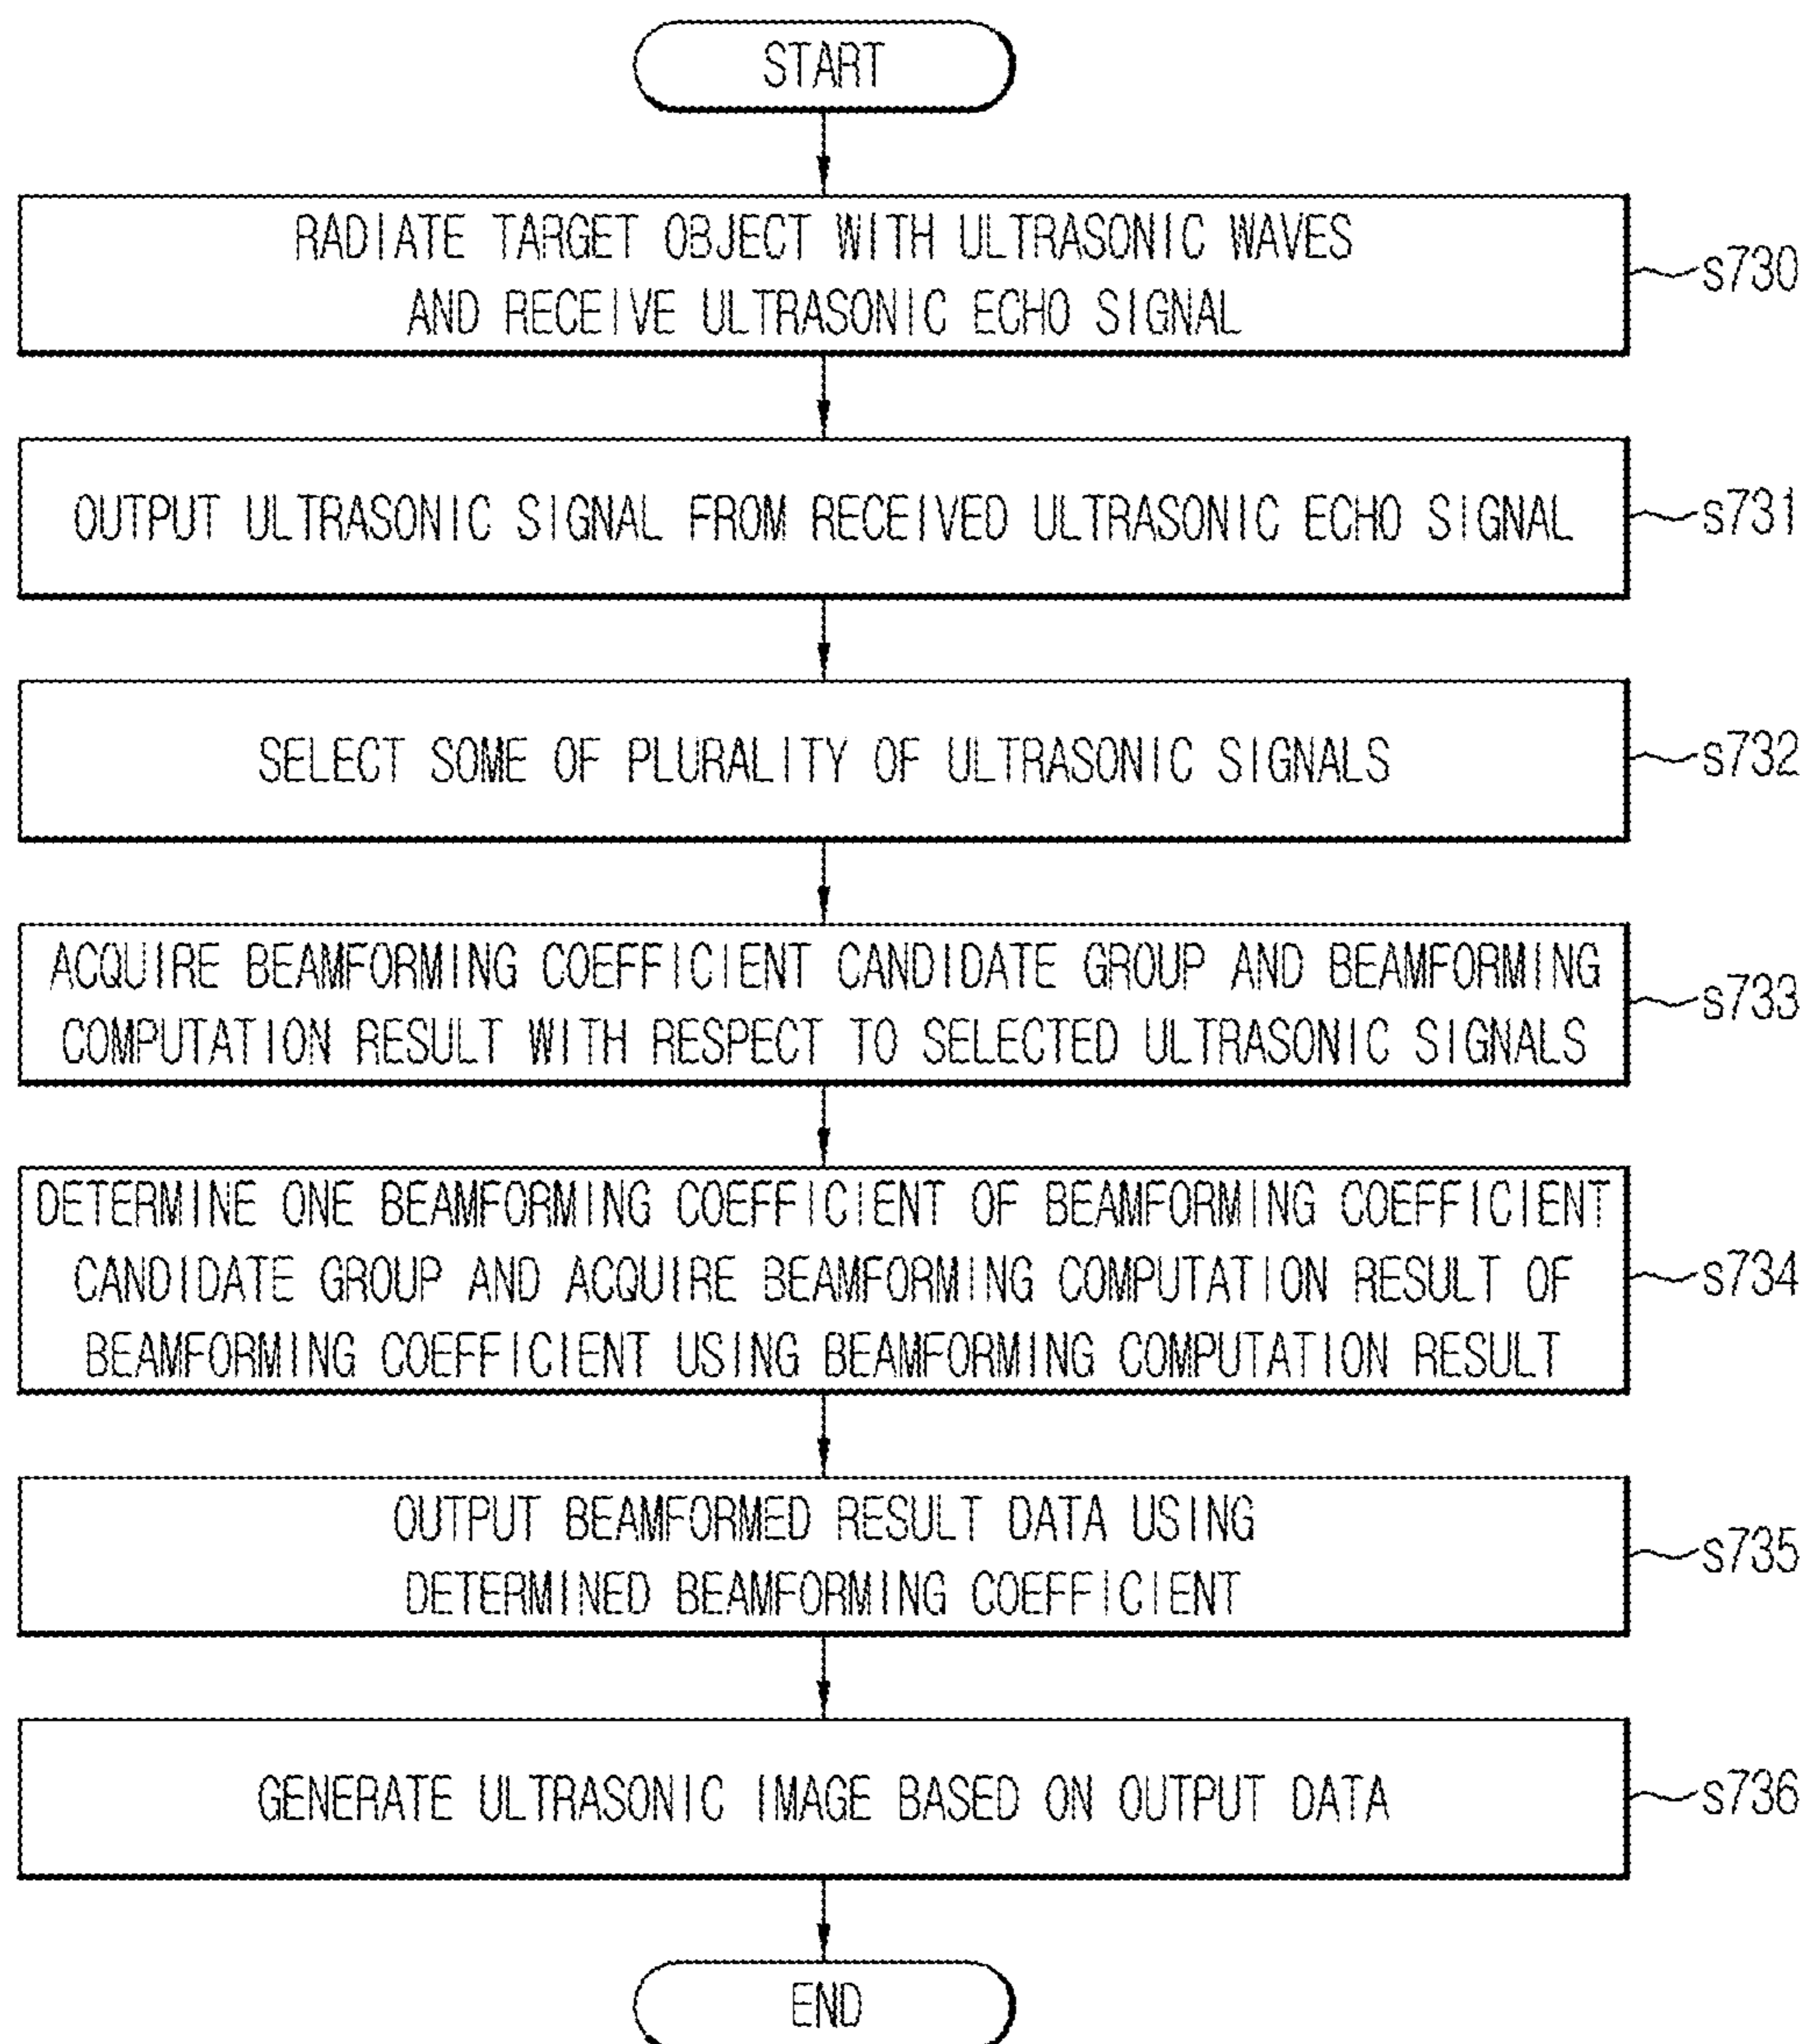 START
RADIATE TARGET OBJECT WITH ULTRASONIC WAVES
AND RECEIVE ULTRASONIC ECHO SIGNAL
s730
OUTPUT ULTRASONIC SIGNAL FROM RECEIVED ULTRASONIC ECHO SIGNAL
s731
SELECT SOME OF PLURALITY OF ULTRASONIC SIGNALS
s732
ACQUIRE BEAMFORMING COEFFICIENT CANDIDATE GROUP AND BEAMFORMING
COMPUTATION RESULT WITH RESPECT TO SELECTED ULTRASONIC SIGNALS
s733
DETERMINE ONE BEAMFORMING COEFFICIENT OF BEAMFORMING COEFFICIENT
CANDIDATE GROUP AND ACQUIRE BEAMFORMING COMPUTATION RESULT OF
BEAMFORMING COEFFICIENT USING BEAMFORMING COMPUTATION RESULT
s734
OUTPUT BEAMFORMED RESULT DATA USING
DETERMINED BEAMFORMING COEFFICIENT
s735
GENERATE ULTRASONIC IMAGE BASED ON OUTPUT DATA
s736
END